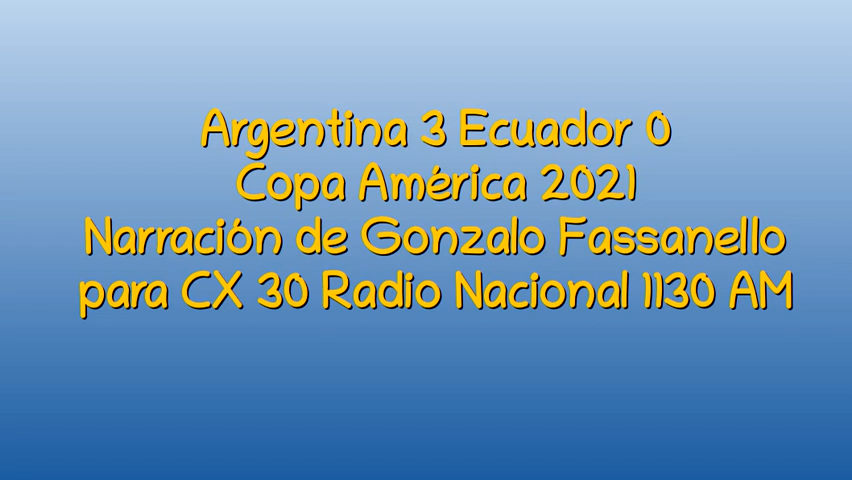 Argentina 3 Ecuador 0
Copa América 2021
Narración de Gonzalo Fassanello
para CX 30 Radio Nacional 1130 AM